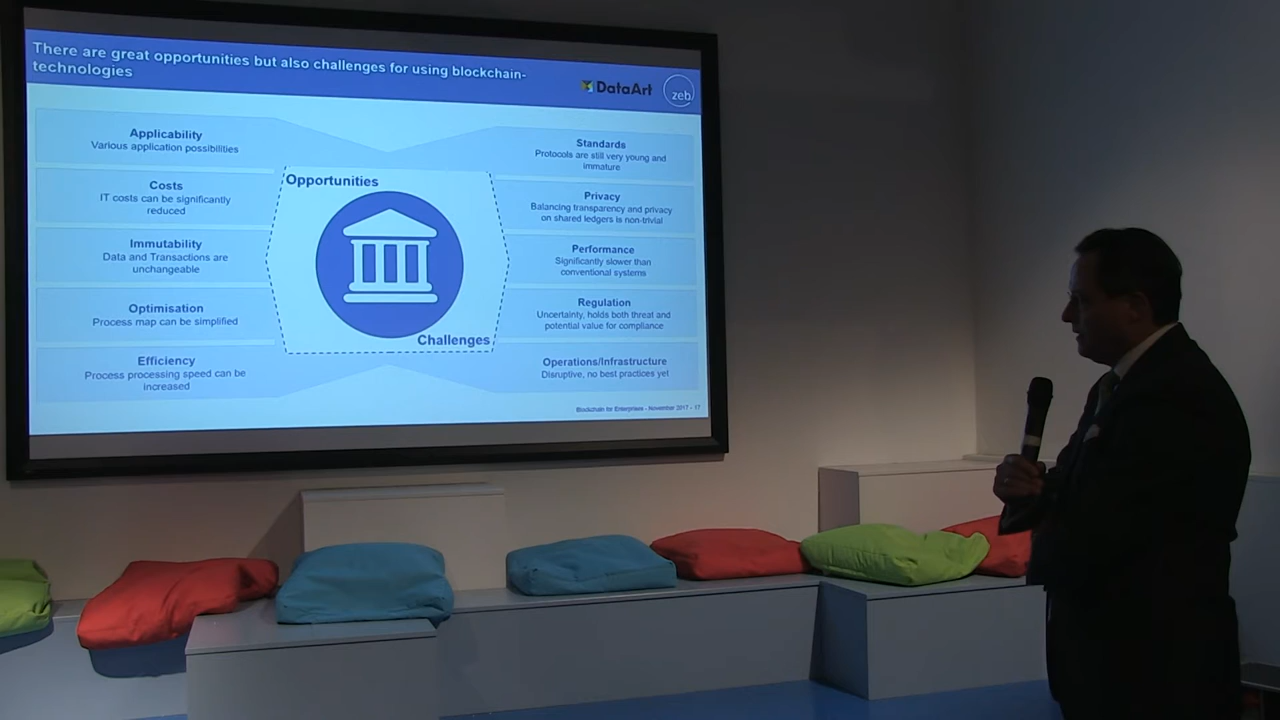 There are great opportunities but also challenges for using blockchain-
technologies
DataArt
zeb
Applicability
Various application possibilities
Costs
IT costs can be significantly
reduced
Immutability
Data and Transactions are
unchangeable
Optimisation
Process map can be simplified
Efficiency
Process processing speed can be
increased
Opportunities
Challenges
Standards
Protocols are still very young and
immature
Privacy
Balancing transparency and privacy
on shared ledgers is non-trivial
Performance
Significantly slower than
conventional systems
Regulation
Uncertainty, holds both threat and
potential value for compliance
Operations/Infrastructure
Disruptive, no best practices yet
Blockchain for Enterprises - November 2017 - 17